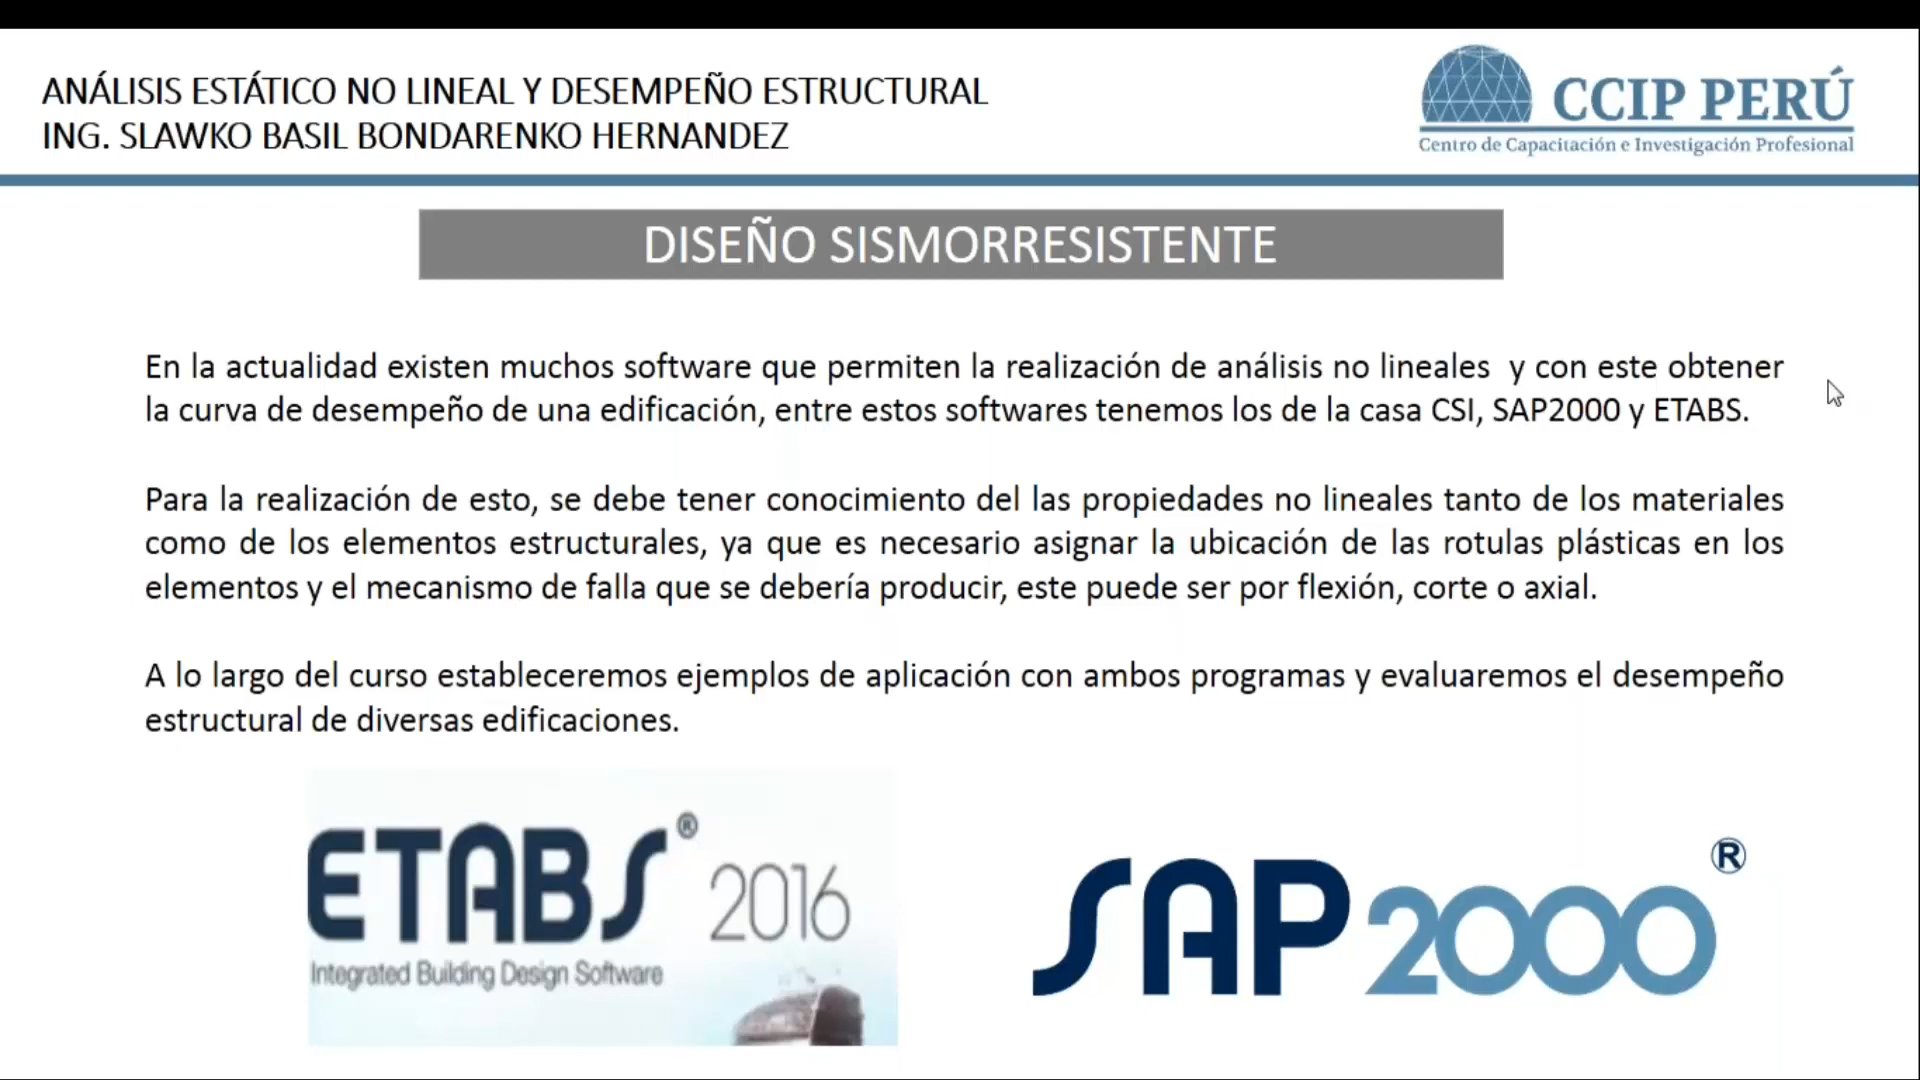 ANÁLISIS ESTÁTICO NO LINEAL Y DESEMPEÑO ESTRUCTURAL
ING. SLAWKO BASIL BONDARENKO HERNANDEZ
CCIP PERÚ
Centro de Capacitación e Investigación Profesional
DISEÑO SISMORRESISTENTE
En la actualidad existen muchos software que permiten la realización de análisis no lineales y con este obtener
la curva de desempeño de una edificación, entre estos softwares tenemos los de la casa CSI, SAP2000 y ETABS.
Para la realización de esto, se debe tener conocimiento del las propiedades no lineales tanto de los materiales
como de los elementos estructurales, ya que es necesario asignar la ubicación de las rotulas plásticas en los
elementos y el mecanismo de falla que se debería producir, este puede ser por flexión, corte o axial.
A lo largo del curso estableceremos ejemplos de aplicación con ambos programas y evaluaremos el desempeño
estructural de diversas edificaciones.
ETABS® 2016
Integrated Building Design Software
SAP2000®